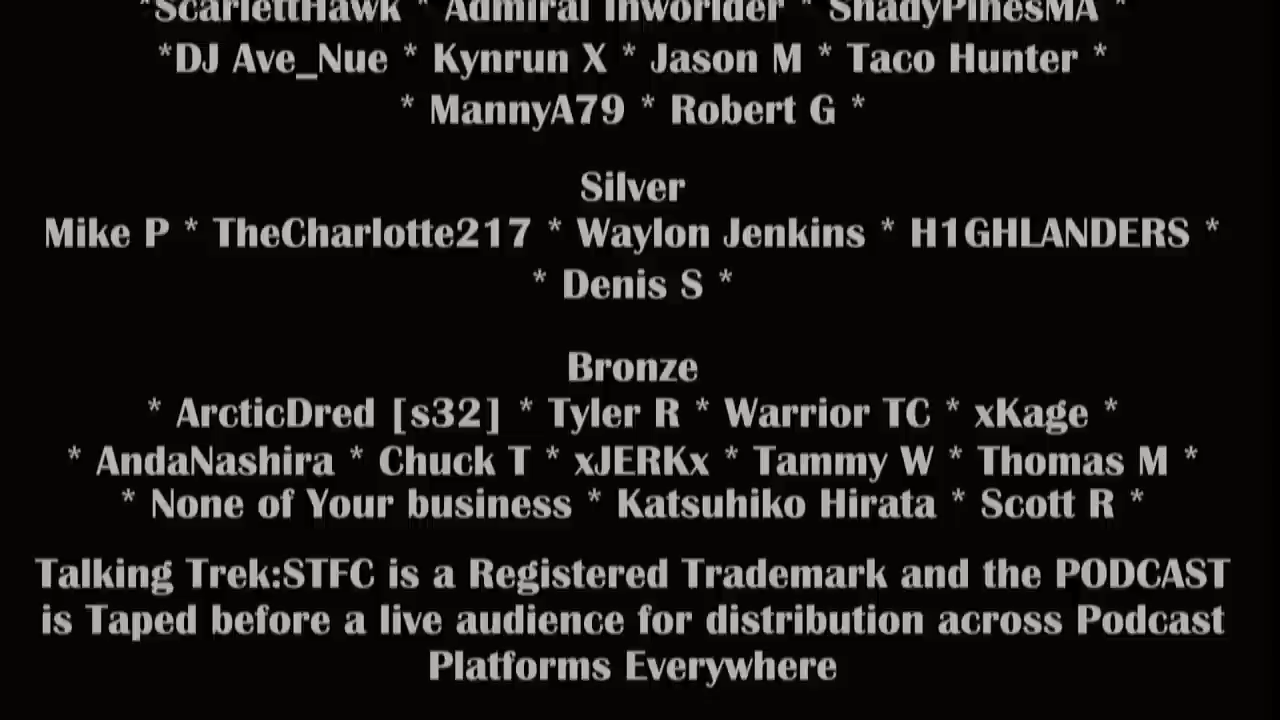 *ScarlettHawk * Admiral Inworlder * ShadyPinesMA *
*DJ Ave_Nue * Kynrun X * Jason M * Taco Hunter *
* MannyA79 * Robert G *
Silver
Mike P * TheCharlotte217 * Waylon Jenkins * H1GHLANDERS *
* Denis S *
Bronze
* ArcticDred [s32] * Tyler R * Warrior TC * xKage *
* AndaNashira * Chuck T * xJERKx * Tammy W * Thomas M *
* None of Your business * Katsuhiko Hirata * Scott R *
Talking Trek:STFC is a Registered Trademark and the PODCAST
is Taped before a live audience for distribution across Podcast
Platforms Everywhere